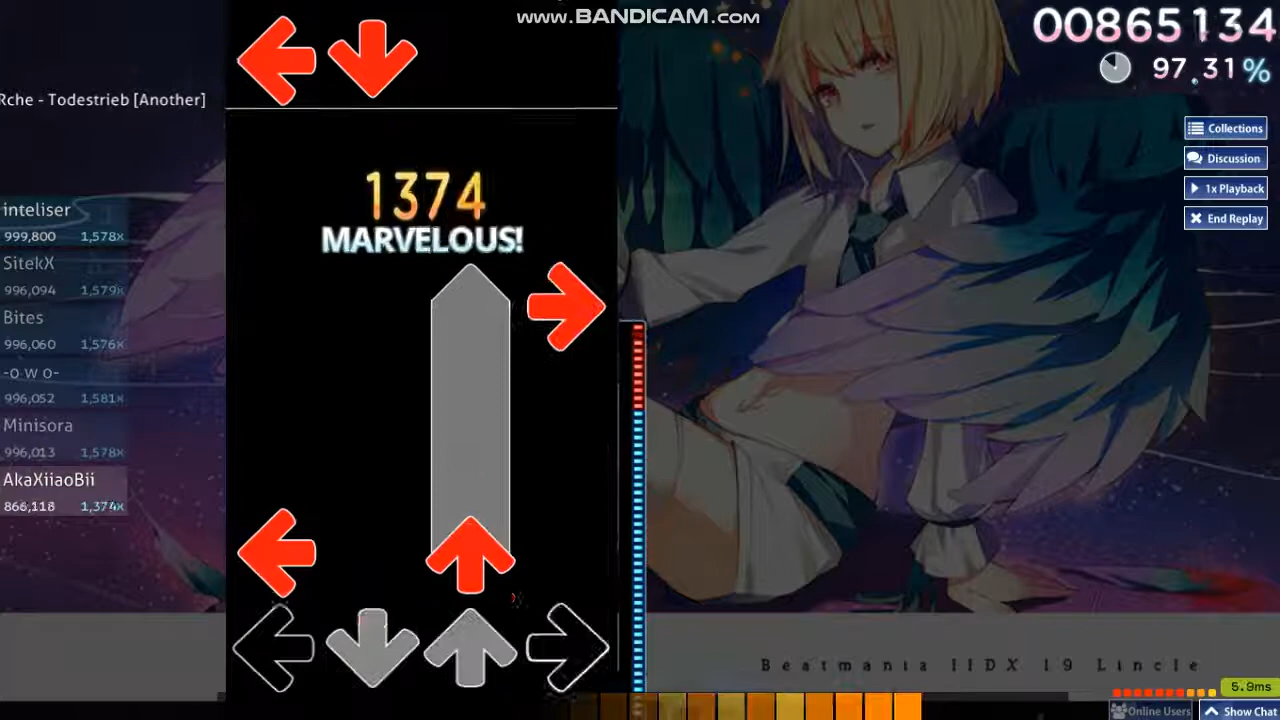 www.BANDICAM.com
00865134
97.31%
Rche - Todestrieb [Another]
Collections
Discussion
1x Playback
End Replay
1374
MARVELOUS!
inteliser
999,800 1,578x
SitekX
996,094 1,579x
Bites
996,060 1,576x
-o w o-
996,052 1,581x
Minisora
996,013 1,578x
AkaXiiaoBii
866,118 1,374x
Beatmania IIDX 19 Lincle
5.9ms
Online Users
Show Chat